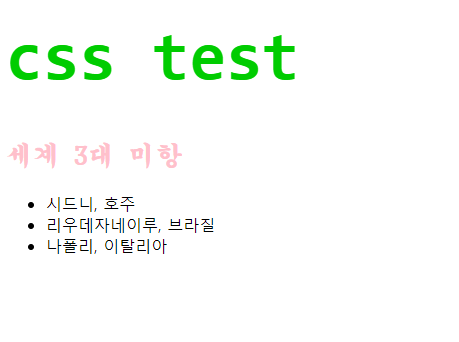 css test
세계 3대 미항
시드니, 호주
리우데자네이루, 브라질
나폴리, 이탈리아